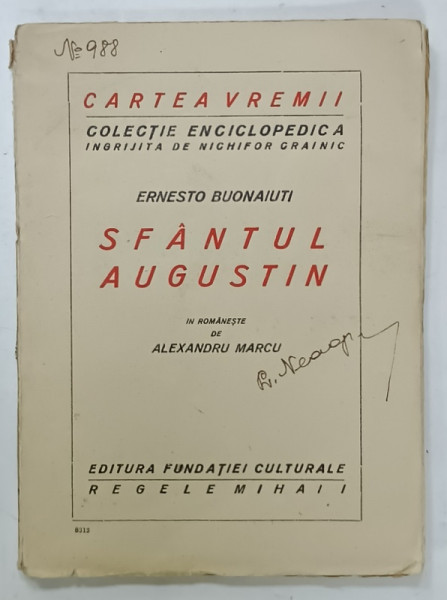 № 988
CARTEA VREMII
COLECȚIE ENCICLOPEDICA
INGRIJITA DE NICHIFOR CRAINIC
ERNESTO BUONAIUTI
SFÂNTUL
AUGUSTIN
IN ROMÂNEȘTE
DE
ALEXANDRU MARCU
EDITURA FUNDAȚIEI CULTURALE
REGELE MIHAI I